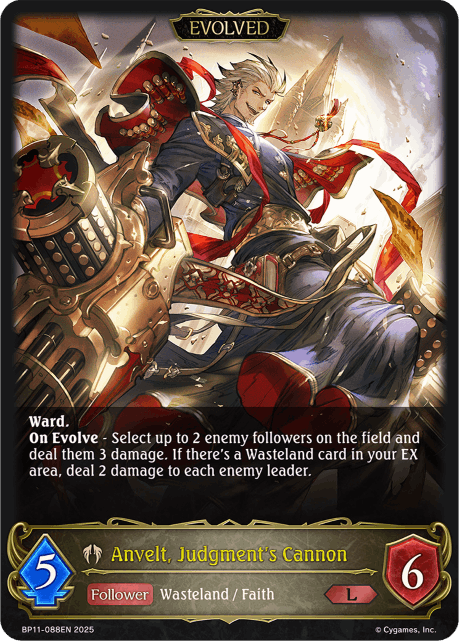 EVOLVED
Ward.
On Evolve - Select up to 2 enemy followers on the field and
deal them 3 damage. If there's a Wasteland card in your EX
area, deal 2 damage to each enemy leader.
Anvelt, Judgment's Cannon
5
Follower Wasteland / Faith L
6
BP11-088EN 2025 © Cygames, Inc.